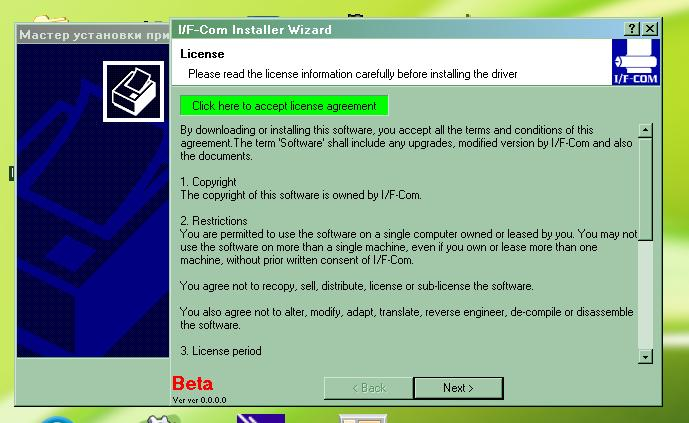 Мастер установки при
I/F-Com Installer Wizard
License
Please read the license information carefully before installing the driver
I/F-COM
Click here to accept license agreement
By downloading or installing this software, you accept all the terms and conditions of this
agreement.The term 'Software' shall include any upgrades, modified version by I/F-Com and also
the documents.
1. Copyright
The copyright of this software is owned by I/F-Com.
2. Restrictions
You are permitted to use the software on a single computer owned or leased by you. You may not
use the software on more than a single machine, even if you own or lease more than one
machine, without prior written consent of I/F-Com.
You agree not to recopy, sell, distribute, license or sub-license the software.
You also agree not to alter, modify, adapt, translate, reverse engineer, de-compile or disassemble
the software.
3. License period
Beta
Ver ver 0.0.0.0
< Back
Next >